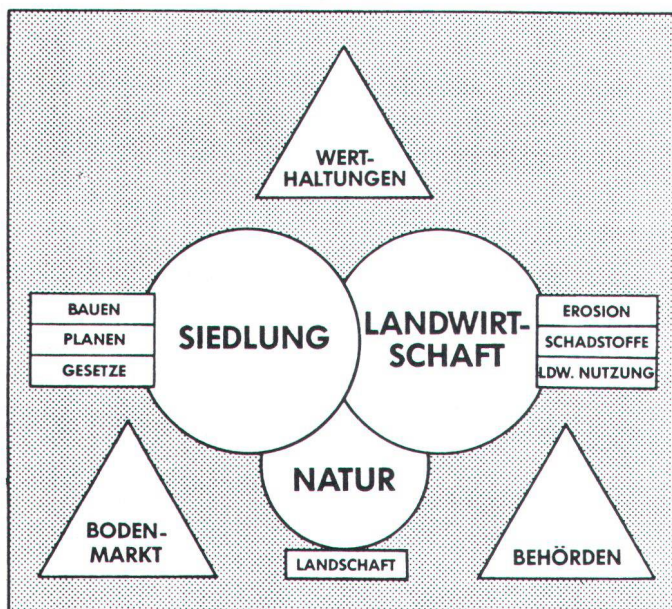 WERT-
HALTUNGEN
BAUEN
PLANEN
GESETZE
SIEDLUNG
LANDWIRT-
SCHAFT
EROSION
SCHADSTOFFE
LDW. NUTZUNG
NATUR
BODEN-
MARKT
LANDSCHAFT
BEHÖRDEN